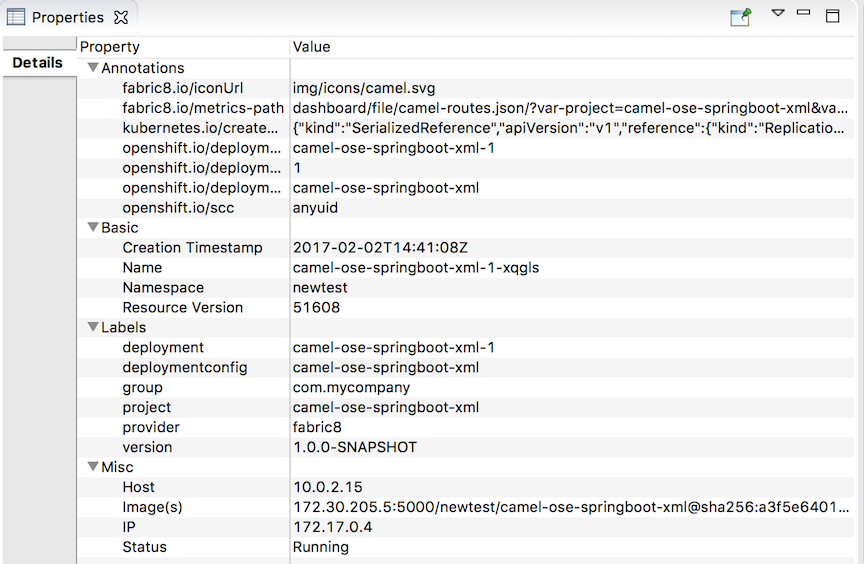 Properties
Details
Property Value
Annotations
fabric8.io/iconUrl img/icons/camel.svg
fabric8.io/metrics-path dashboard/file/camel-routes.json/?var-project=camel-ose-springboot-xml&va...
kubernetes.io/create... {"kind":"SerializedReference","apiVersion":"v1","reference":{"kind":"Replicatio...
openshift.io/deploym... camel-ose-springboot-xml-1
openshift.io/deploym... 1
openshift.io/deploym... camel-ose-springboot-xml
openshift.io/scc anyuid
Basic
Creation Timestamp 2017-02-02T14:41:08Z
Name camel-ose-springboot-xml-1-xqgls
Namespace newtest
Resource Version 51608
Labels
deployment camel-ose-springboot-xml-1
deploymentconfig camel-ose-springboot-xml
group com.mycompany
project camel-ose-springboot-xml
provider fabric8
version 1.0.0-SNAPSHOT
Misc
Host 10.0.2.15
Image(s) 172.30.205.5:5000/newtest/camel-ose-springboot-xml@sha256:a3f5e6401...
IP 172.17.0.4
Status Running